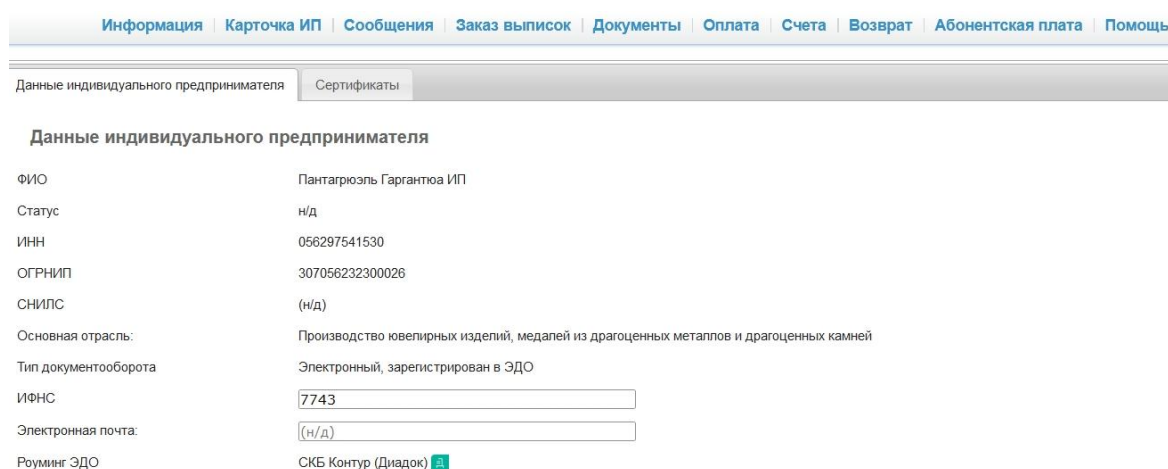 Информация Карточка ИП Сообщения Заказ выписок Документы Оплата Счета Возврат Абонентская плата Помощь
Данные индивидуального предпринимателя Сертификаты
Данные индивидуального предпринимателя
ФИО Пантагрюэль Гаргантюа ИП
Статус н/д
ИНН 056297541530
ОГРНИП 307056232300026
СНИЛС (н/д)
Основная отрасль: Производство ювелирных изделий, медалей из драгоценных металлов и драгоценных камней
Тип документооборота Электронный, зарегистрирован в ЭДО
ИФНС 7743
Электронная почта: (н/д)
Роуминг ЭДО СКБ Контур (Диадок)